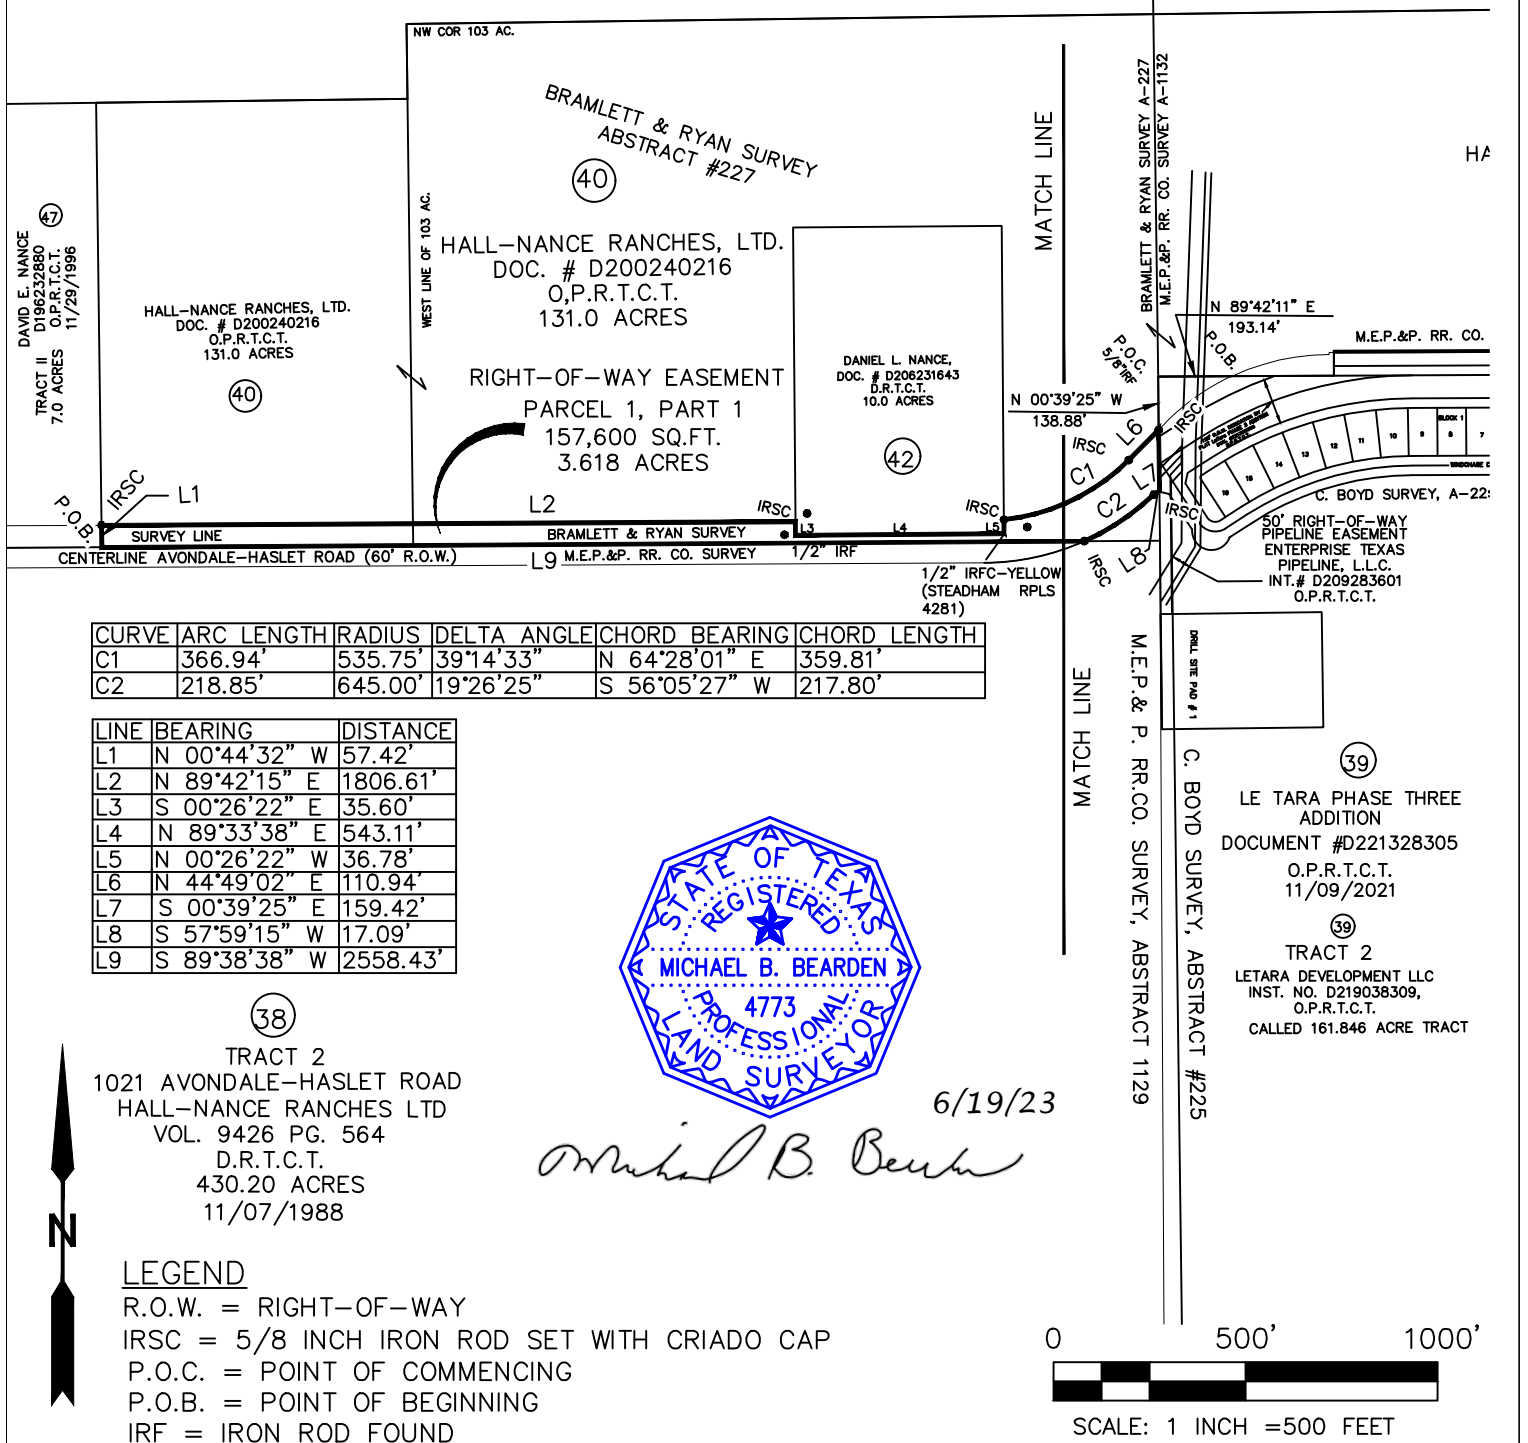 NW COR 103 AC.
BRAMLETT & RYAN SURVEY
ABSTRACT #227
40
HALL-NANCE RANCHES, LTD.
DOC. # D200240216
O,P.R.T.C.T.
131.0 ACRES
WEST LINE OF 103 AC.
RIGHT-OF-WAY EASEMENT
PARCEL 1, PART 1
157,600 SQ.FT.
3.618 ACRES
DAVID E. NANCE
D196232880
O.P.R.T.C.T.
11/29/1996
TRACT II
7.0 ACRES
47
HALL-NANCE RANCHES, LTD.
DOC. # D200240216
O.P.R.T.C.T.
131.0 ACRES
40
DANIEL L. NANCE,
DOC. # D206231643
D.R.T.C.T.
10.0 ACRES
42
MATCH LINE
BRAMLETT & RYAN SURVEY A-227
M.E.P.&P. RR. CO. SURVEY A-1132
HA
N 89°42'11" E
193.14'
P.O.C.
5/8"IRF
P.O.B.
M.E.P.&P. RR. CO.
N 00°39'25" W
138.88'
IRSC
L6
IRSC
C1
C2
L7
IRSC
BLOCK 1
16
15
14
13
12
11
10
9
8
7
C. BOYD SURVEY, A-22
50' RIGHT-OF-WAY
PIPELINE EASEMENT
ENTERPRISE TEXAS
PIPELINE, L.L.C.
INT.# D209283601
O.P.R.T.C.T.
P.O.B.
IRSC
L1
L2
IRSC
L3
L4
L5
IRSC
SURVEY LINE
BRAMLETT & RYAN SURVEY
CENTERLINE AVONDALE-HASLET ROAD (60' R.O.W.)
L9
M.E.P.&P. RR. CO. SURVEY
1/2" IRF
1/2" IRFC-YELLOW
(STEADHAM RPLS
4281)
IRSC
L8
CURVE ARC LENGTH RADIUS DELTA ANGLE CHORD BEARING CHORD LENGTH
C1 366.94' 535.75' 39°14'33" N 64°28'01" E 359.81'
C2 218.85' 645.00' 19°26'25" S 56°05'27" W 217.80'
LINE BEARING DISTANCE
L1 N 00°44'32" W 57.42'
L2 N 89°42'15" E 1806.61'
L3 S 00°26'22" E 35.60'
L4 N 89°33'38" E 543.11'
L5 N 00°26'22" W 36.78'
L6 N 44°49'02" E 110.94'
L7 S 00°39'25" E 159.42'
L8 S 57°59'15" W 17.09'
L9 S 89°38'38" W 2558.43'
MATCH LINE
M.E.P.& P. RR.CO. SURVEY, ABSTRACT 1129
C. BOYD SURVEY, ABSTRACT #225
DRILL SITE PAD # 1
39
LE TARA PHASE THREE
ADDITION
DOCUMENT #D221328305
O.P.R.T.C.T.
11/09/2021
39
TRACT 2
LETARA DEVELOPMENT LLC
INST. NO. D219038309,
O.P.R.T.C.T.
CALLED 161.846 ACRE TRACT
38
TRACT 2
1021 AVONDALE-HASLET ROAD
HALL-NANCE RANCHES LTD
VOL. 9426 PG. 564
D.R.T.C.T.
430.20 ACRES
11/07/1988
STATE OF TEXAS
REGISTERED
MICHAEL B. BEARDEN
4773
PROFESSIONAL
LAND SURVEYOR
6/19/23
Michael B. Bearden
N
LEGEND
R.O.W. = RIGHT-OF-WAY
IRSC = 5/8 INCH IRON ROD SET WITH CRIADO CAP
P.O.C. = POINT OF COMMENCING
P.O.B. = POINT OF BEGINNING
IRF = IRON ROD FOUND
0 500' 1000'
SCALE: 1 INCH =500 FEET